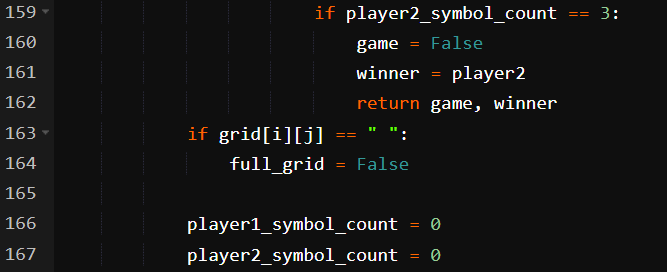 159 if player2_symbol_count == 3:
160 game = False
161 winner = player2
162 return game, winner
163 if grid[i][j] == " ":
164 full_grid = False
165
166 player1_symbol_count = 0
167 player2_symbol_count = 0